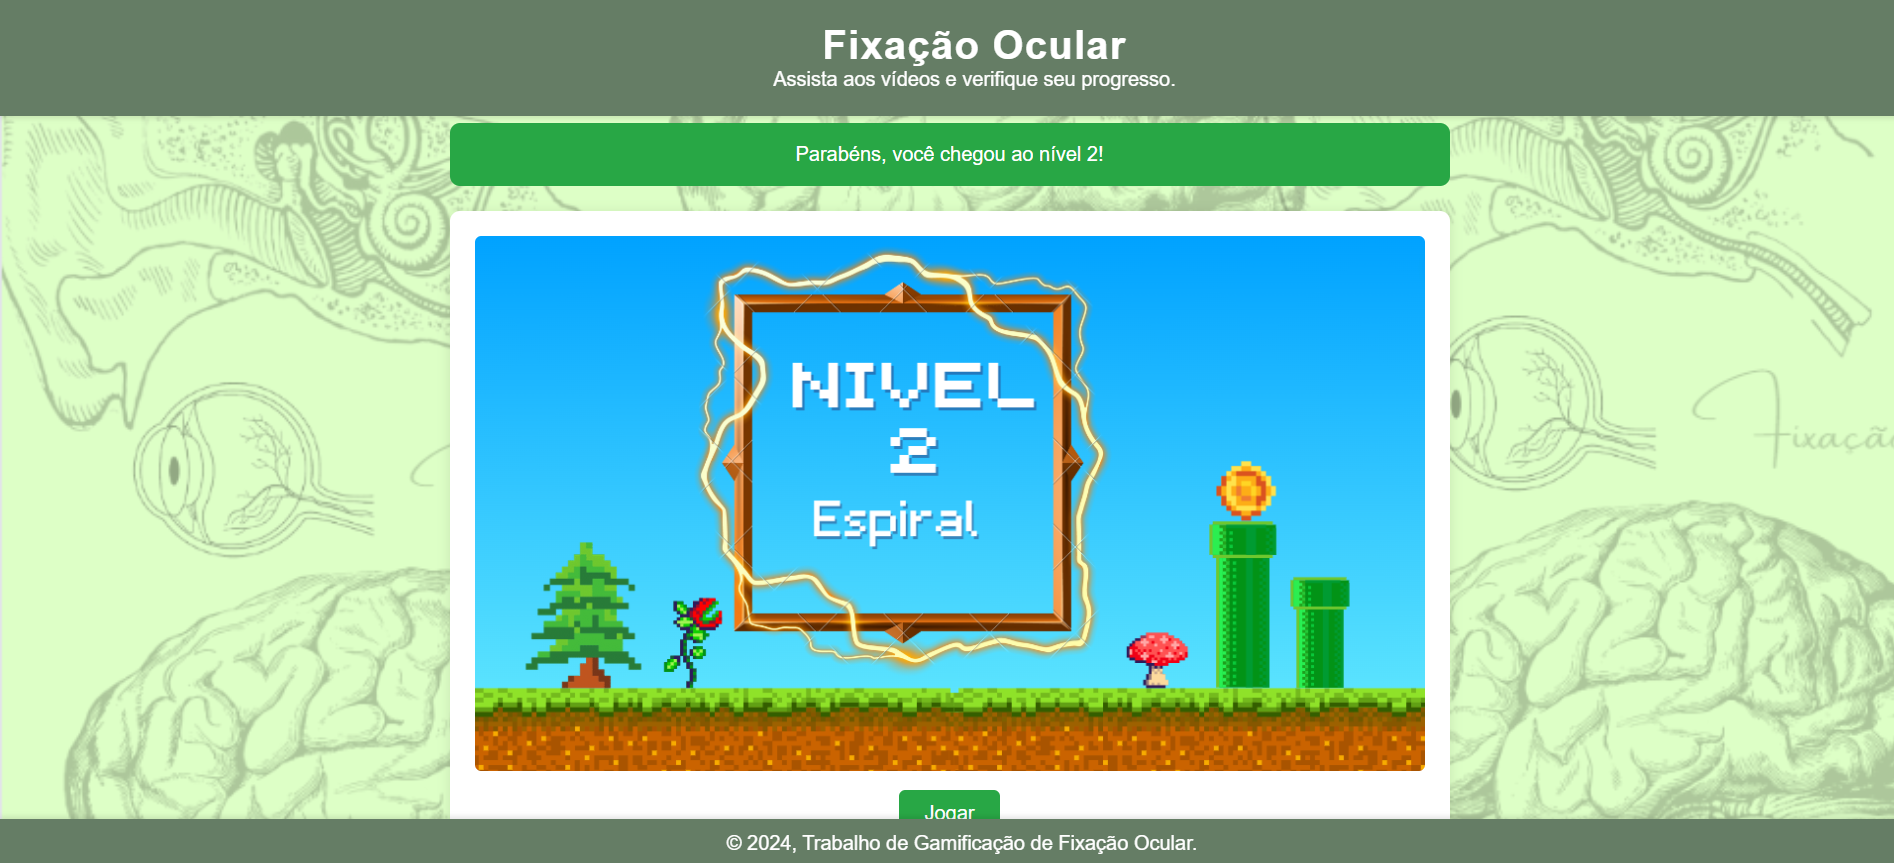 Fixação Ocular
Assista aos vídeos e verifique seu progresso.
Parabéns, você chegou ao nível 2!
NIVEL
2
Espiral
Fixação
Jogar
© 2024, Trabalho de Gamificação de Fixação Ocular.